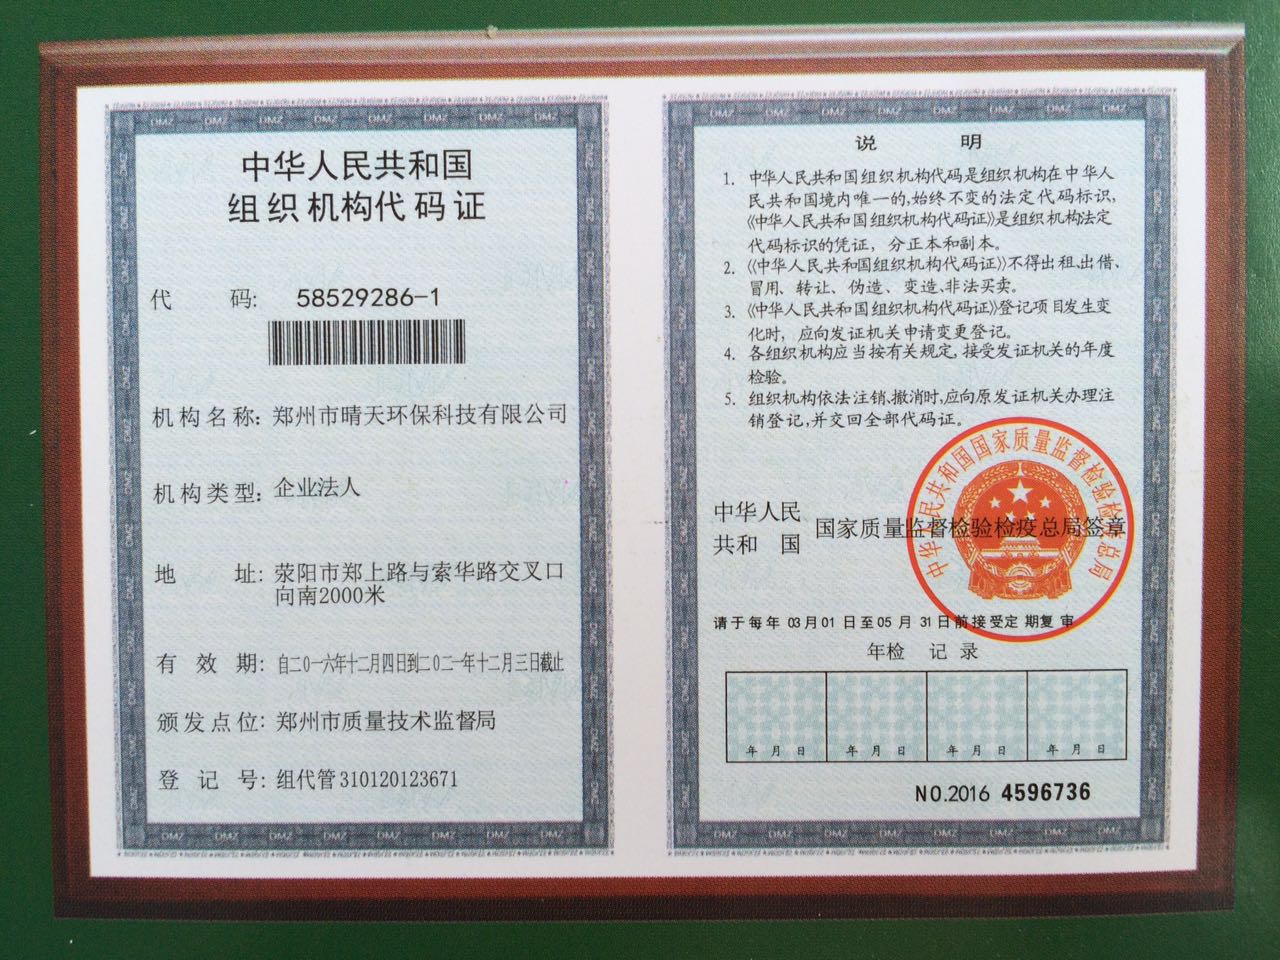 中华人民共和国
组织机构代码证
代 码: 58529286-1
机构名称: 郑州市晴天环保科技有限公司
机构类型: 企业法人
地 址: 荥阳市郑上路与索华路交叉口
向南2000米
有 效 期: 自二0一六年十二月四日到二0二一年十二月三日截止
颁发点位: 郑州市质量技术监督局
登 记 号: 组代管310120123671
说 明
1. 中华人民共和国组织机构代码是组织机构在中华人
民共和国境内唯一的,始终不变的法定代码标识,
《中华人民共和国组织机构代码证》是组织机构法定
代码标识的凭证, 分正本和副本。
2. 《《中华人民共和国组织机构代码证》》不得出租、出借、
冒用、转让、伪造、变造、非法买卖。
3. 《中华人民共和国组织机构代码证》登记项目发生变
化时, 应向发证机关申请变更登记。
4. 各组织机构应当按有关规定,接受发证机关的年度
检验。
5. 组织机构依法注销、撤消时,应向原发证机关办理注
销登记,并交回全部代码证。
中华人民共和国国家质量监督检验检疫总局
中华人民
共和 国 国家质量监督检验检疫总局签章
请于每年 03月01 日至05 月 31日前接受定 期复 审
年检 记 录
年 月 日 年 月 日 年 月 日 年 月 日
NO.2016 4596736